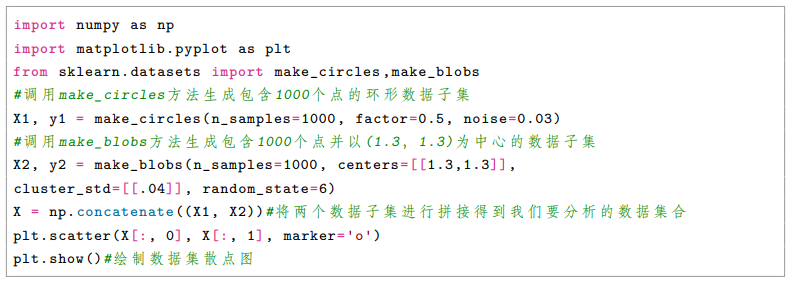 import numpy as np
import matplotlib.pyplot as plt
from sklearn.datasets import make_circles,make_blobs
#调用make_circles方法生成包含1000个点的环形数据子集
X1, y1 = make_circles(n_samples=1000, factor=0.5, noise=0.03)
#调用make_blobs方法生成包含1000个点并以(1.3, 1.3)为中心的数据子集
X2, y2 = make_blobs(n_samples=1000, centers=[[1.3,1.3]],
cluster_std=[[.04]], random_state=6)
X = np.concatenate((X1, X2))#将两个数据子集进行拼接得到我们要分析的数据集合
plt.scatter(X[:, 0], X[:, 1], marker='o')
plt.show()#绘制数据集散点图